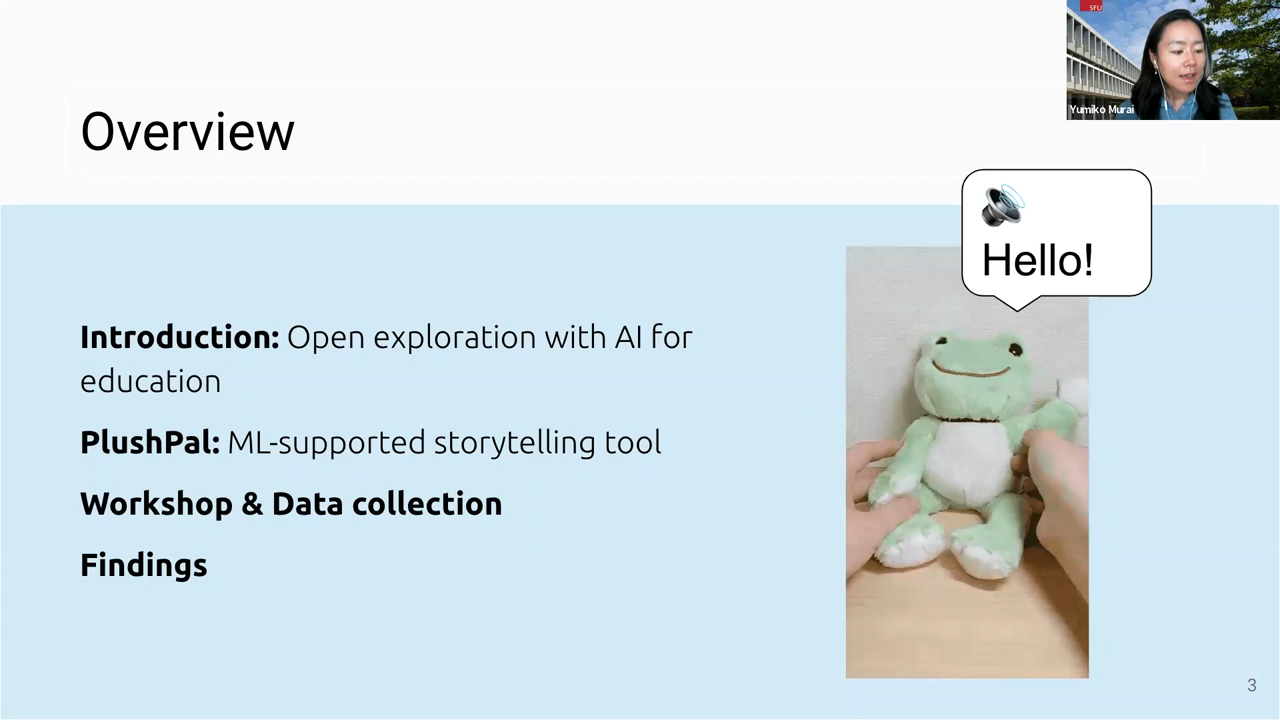 SFU
Yumiko Murai
Overview
Hello!
Introduction: Open exploration with AI for
education
PlushPal: ML-supported storytelling tool
Workshop & Data collection
Findings
3